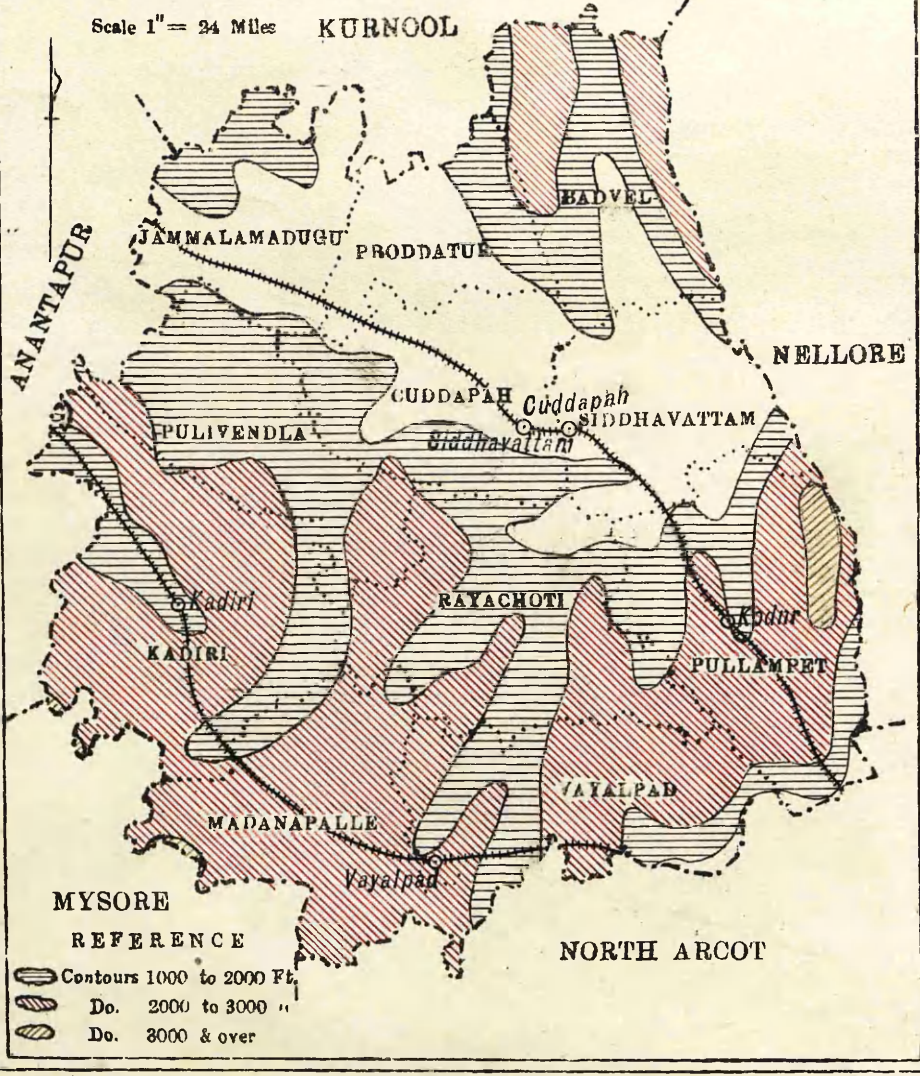 Scale 1" = 24 Miles
KURNOOL
BADVEL
JAMMALAMADUGU
PRODDATUR
ANANTAPUR
NELLORE
CUDDAPAH
Cuddapah
SIDDHAVATTAM
PULIVENDLA
Siddhavattam
Kadiri
RAYACHOTI
Kodur
KADIRI
PULLAMPET
VAYALPAD
MADANAPALLE
Vayalpad
MYSORE
NORTH ARCOT
REFERENCE
Contours 1000 to 2000 Ft.
Do. 2000 to 3000 "
Do. 3000 & over